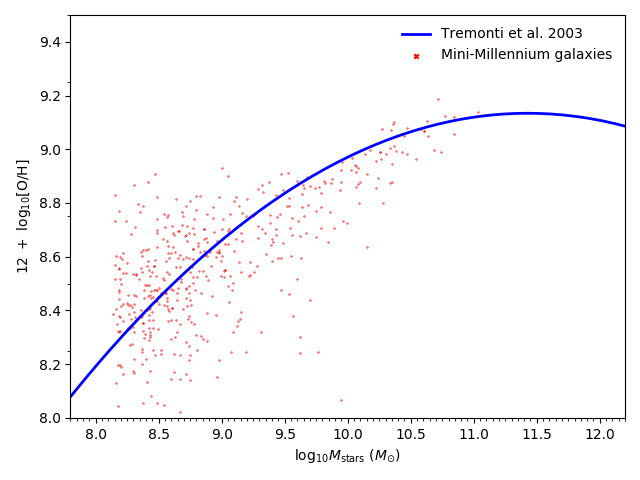 Tremonti et al. 2003
Mini-Millennium galaxies
12 + log₁₀[O/H]
9.4
9.2
9.0
8.8
8.6
8.4
8.2
8.0
8.0 8.5 9.0 9.5 10.0 10.5 11.0 11.5 12.0
log₁₀M_stars (M_⊙)